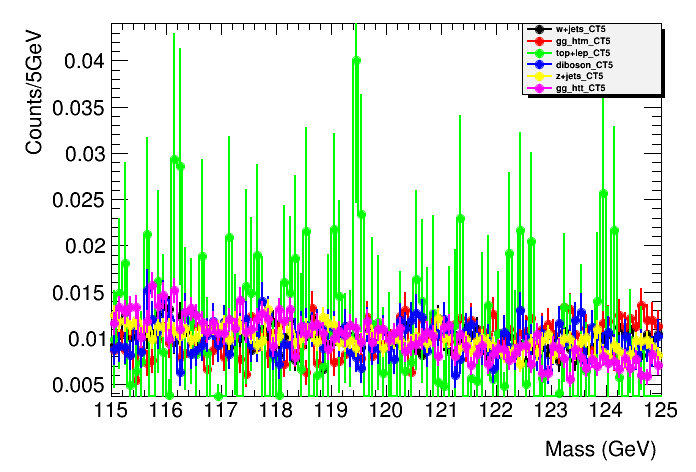 Counts/5GeV
0.04
0.035
0.03
0.025
0.02
0.015
0.01
0.005
w+jets_CT5
gg_htm_CT5
top+lep_CT5
diboson_CT5
z+jets_CT5
gg_htt_CT5
115 116 117 118 119 120 121 122 123 124 125
Mass (GeV)